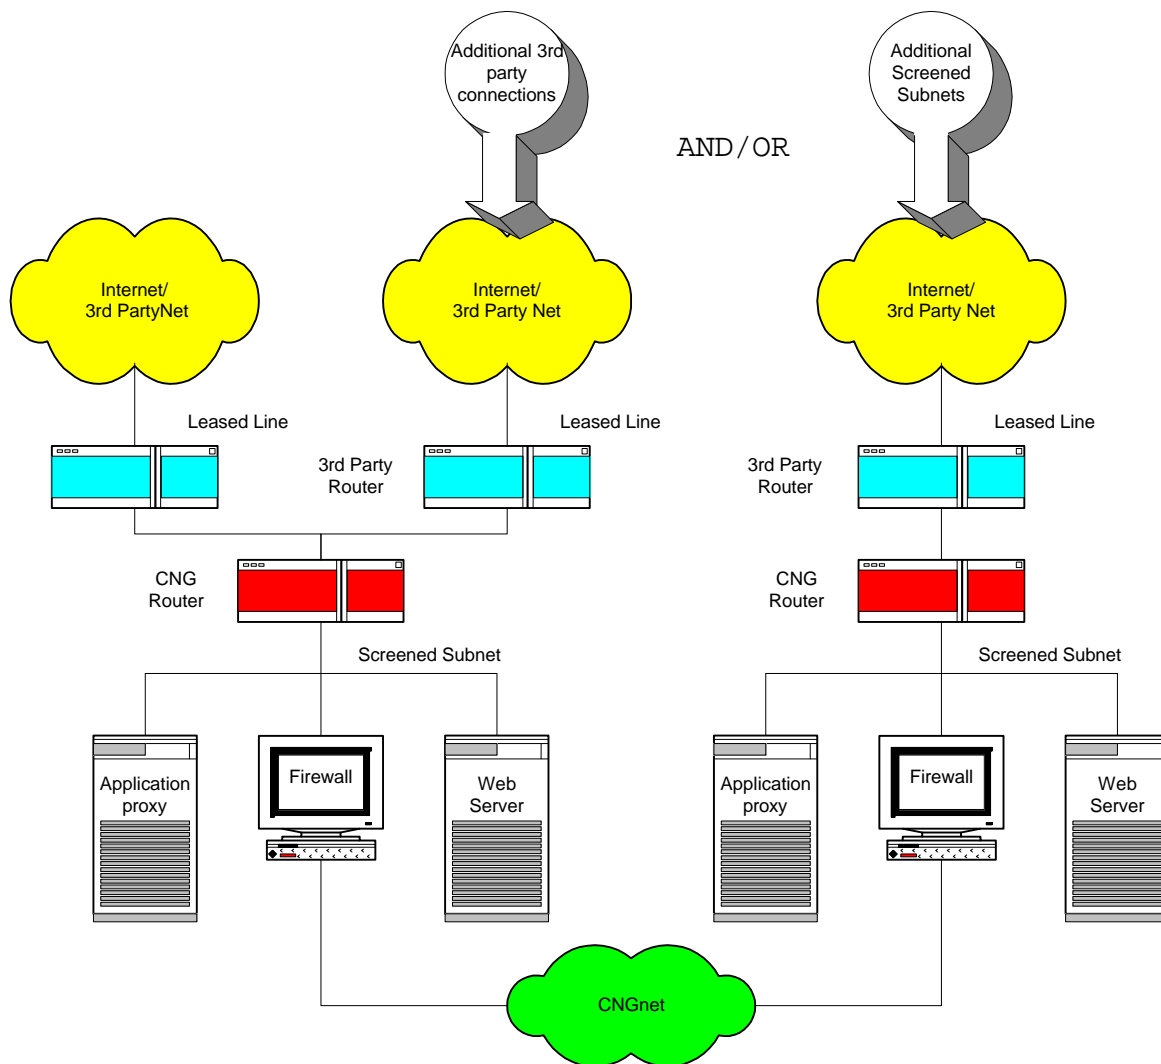 Additional 3rd
party
connections
Additional
Screened
Subnets
AND/OR
Internet/
3rd PartyNet
Internet/
3rd Party Net
Internet/
3rd Party Net
Leased Line
Leased Line
Leased Line
3rd Party
Router
3rd Party
Router
CNG
Router
CNG
Router
Screened Subnet
Screened Subnet
Application
proxy
Firewall
Web
Server
Application
proxy
Firewall
Web
Server
CNGnet